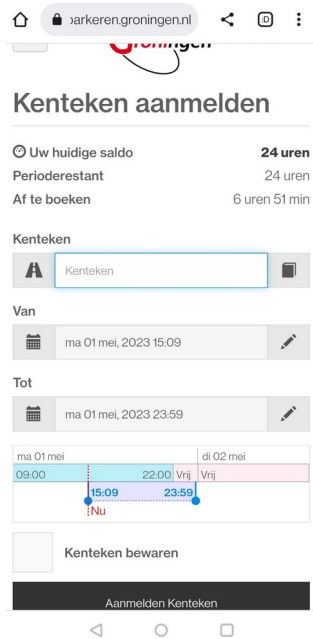 parkeren.groningen.nl
:D
Groningen
Kenteken aanmelden
Uw huidige saldo 24 uren
Perioderestant 24 uren
Af te boeken 6 uren 51 min
Kenteken
Kenteken
Van
ma 01 mei, 2023 15:09
Tot
ma 01 mei, 2023 23:59
ma 01 mei di 02 mei
09:00 22:00 Vrij Vrij
15:09 23:59
Nu
Kenteken bewaren
Aanmelden Kenteken